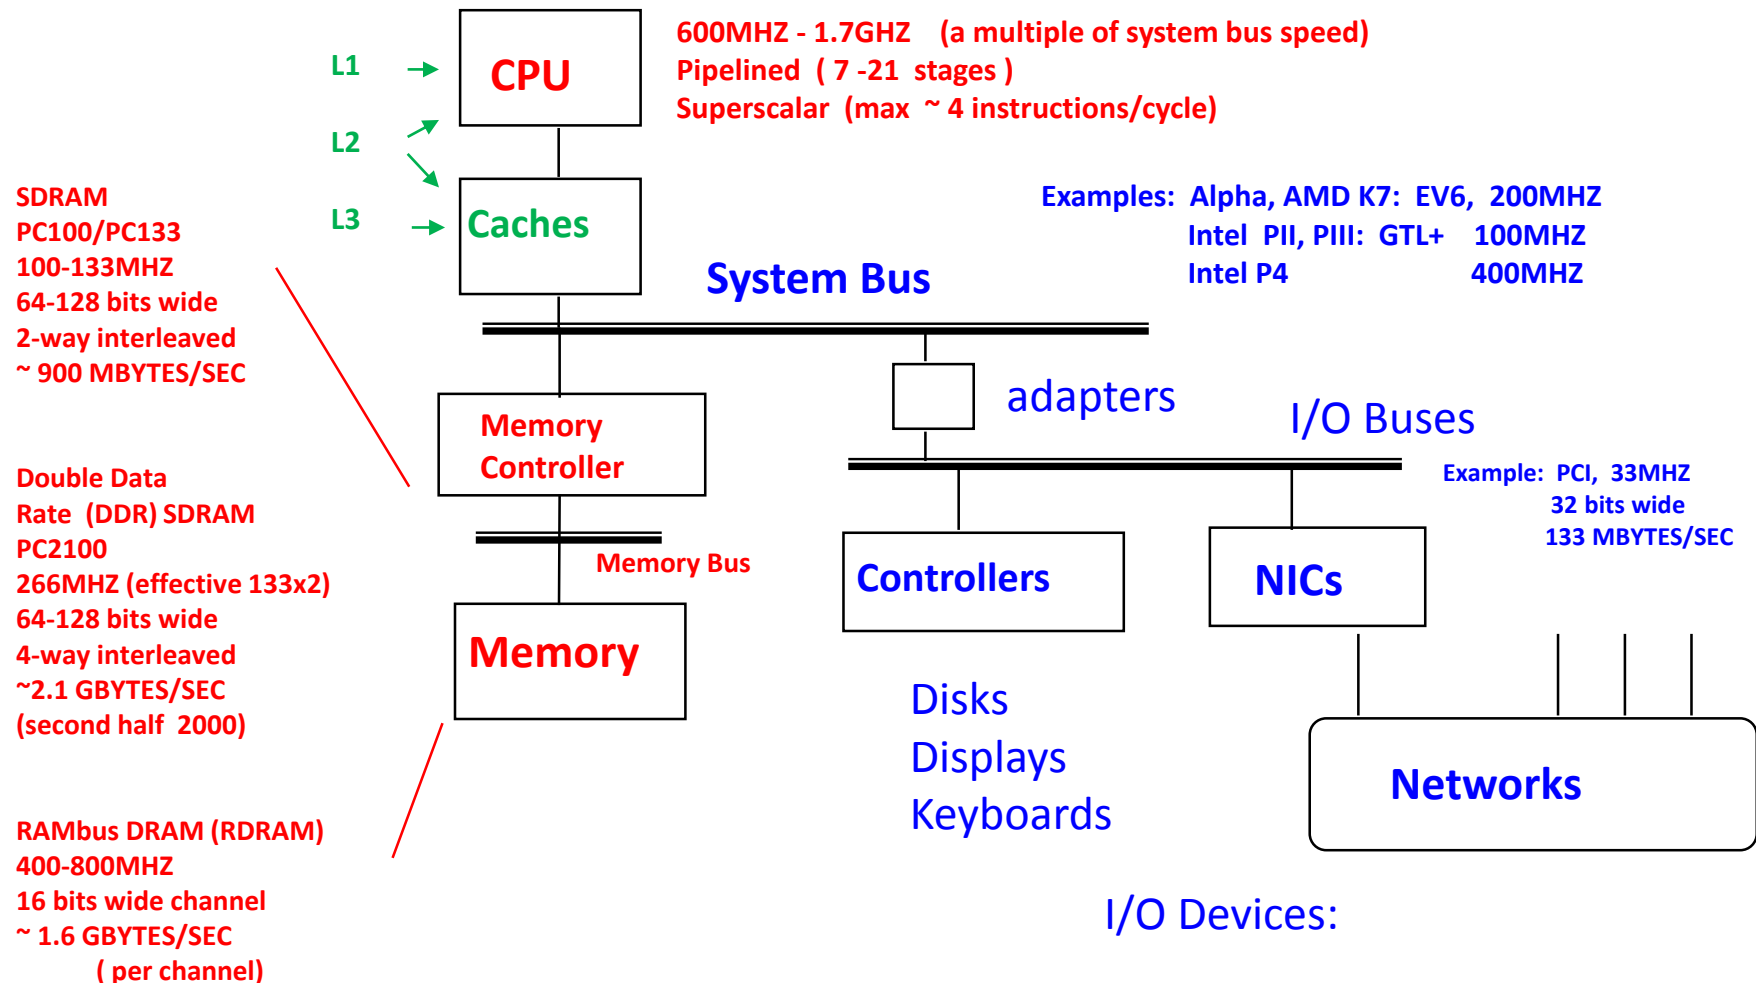 600MHZ - 1.7GHZ (a multiple of system bus speed)
Pipelined ( 7 -21 stages )
Superscalar (max ~ 4 instructions/cycle)
L1
CPU
L2
L3
Caches
SDRAM
PC100/PC133
100-133MHZ
64-128 bits wide
2-way interleaved
~ 900 MBYTES/SEC
Examples: Alpha, AMD K7: EV6, 200MHZ
Intel PII, PIII: GTL+ 100MHZ
Intel P4 400MHZ
System Bus
adapters
I/O Buses
Memory
Controller
Example: PCI, 33MHZ
32 bits wide
133 MBYTES/SEC
Double Data
Rate (DDR) SDRAM
PC2100
266MHZ (effective 133x2)
64-128 bits wide
4-way interleaved
~2.1 GBYTES/SEC
(second half 2000)
Memory Bus
Controllers
NICs
Memory
Disks
Displays
Keyboards
Networks
RAMbus DRAM (RDRAM)
400-800MHZ
16 bits wide channel
~ 1.6 GBYTES/SEC
( per channel)
I/O Devices: